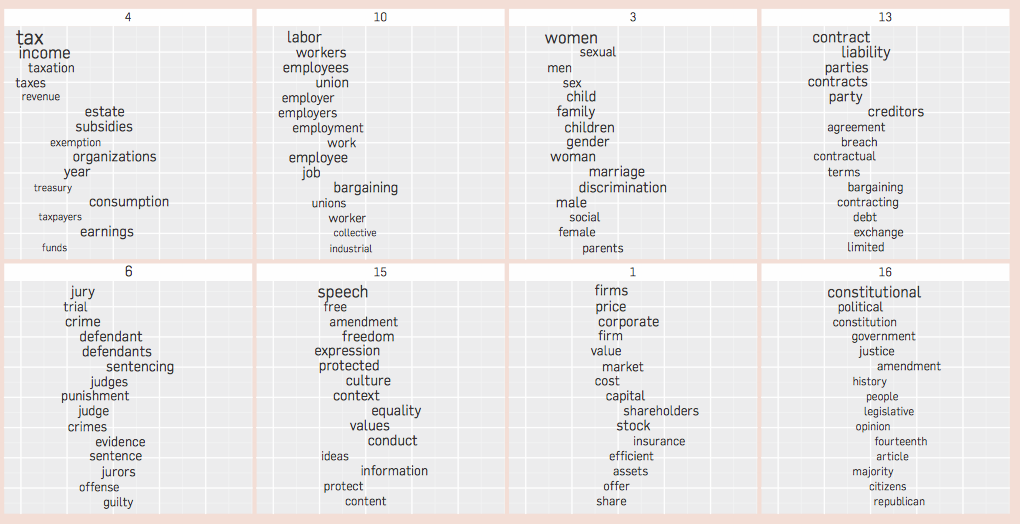 4
tax
income
taxation
taxes
revenue
estate
subsidies
exemption
organizations
year
treasury
consumption
taxpayers
earnings
funds
10
labor
workers
employees
union
employer
employers
employment
work
employee
job
bargaining
unions
worker
collective
industrial
3
women
sexual
men
sex
child
family
children
gender
woman
marriage
discrimination
male
social
female
parents
13
contract
liability
parties
contracts
party
creditors
agreement
breach
contractual
terms
bargaining
contracting
debt
exchange
limited
6
jury
trial
crime
defendant
defendants
sentencing
judges
punishment
judge
crimes
evidence
sentence
jurors
offense
guilty
15
speech
free
amendment
freedom
expression
protected
culture
context
equality
values
conduct
ideas
information
protect
content
1
firms
price
corporate
firm
value
market
cost
capital
shareholders
stock
insurance
efficient
assets
offer
share
16
constitutional
political
constitution
government
justice
amendment
history
people
legislative
opinion
fourteenth
article
majority
citizens
republican